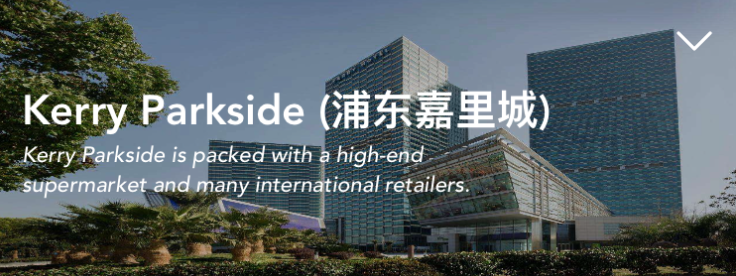 Kerry Parkside (浦东嘉里城)
Kerry Parkside is packed with a high-end
supermarket and many international retailers.